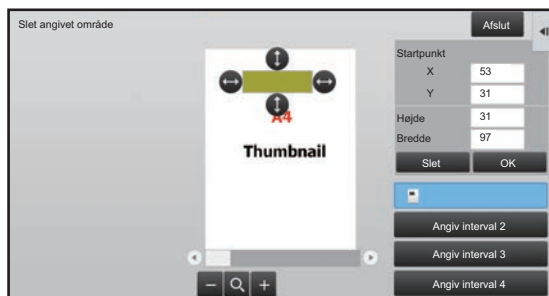 Slet angivet område
Afslut
A4
Thumbnail
Startpunkt
X 53
Y 31
Højde 31
Bredde 97
Slet OK
Angiv interval 2
Angiv interval 3
Angiv interval 4